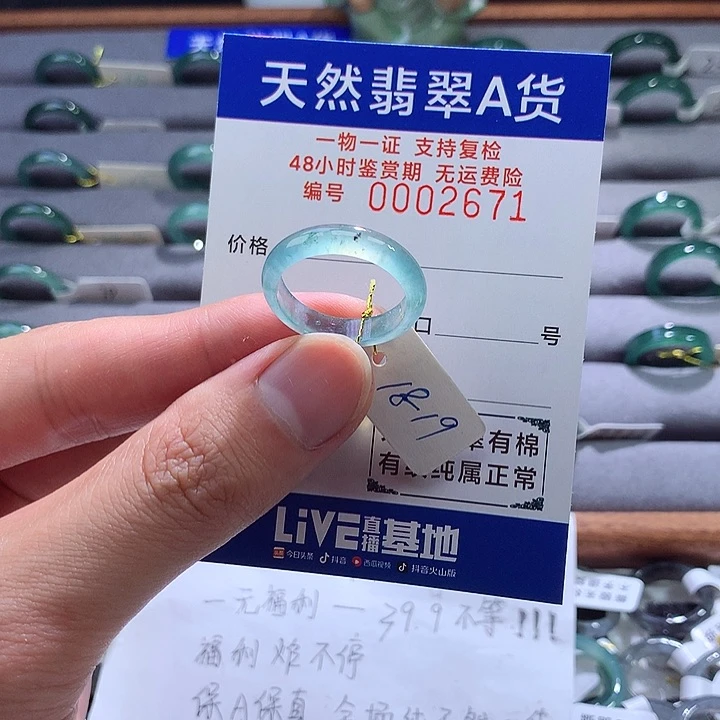 天然翡翠A货
一物一证 支持复检
48小时鉴赏期 无运费险
编号 0002671
价格
口
号
18.19
有棉
有纯属正常
LiVE直播基地
今日头条 抖音 西瓜视频 抖音火山版
一元福利 — 39.9不等!!!
福利炸不停
保A保真